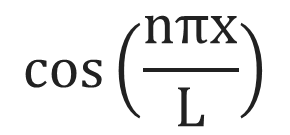 cos (nπx / L)